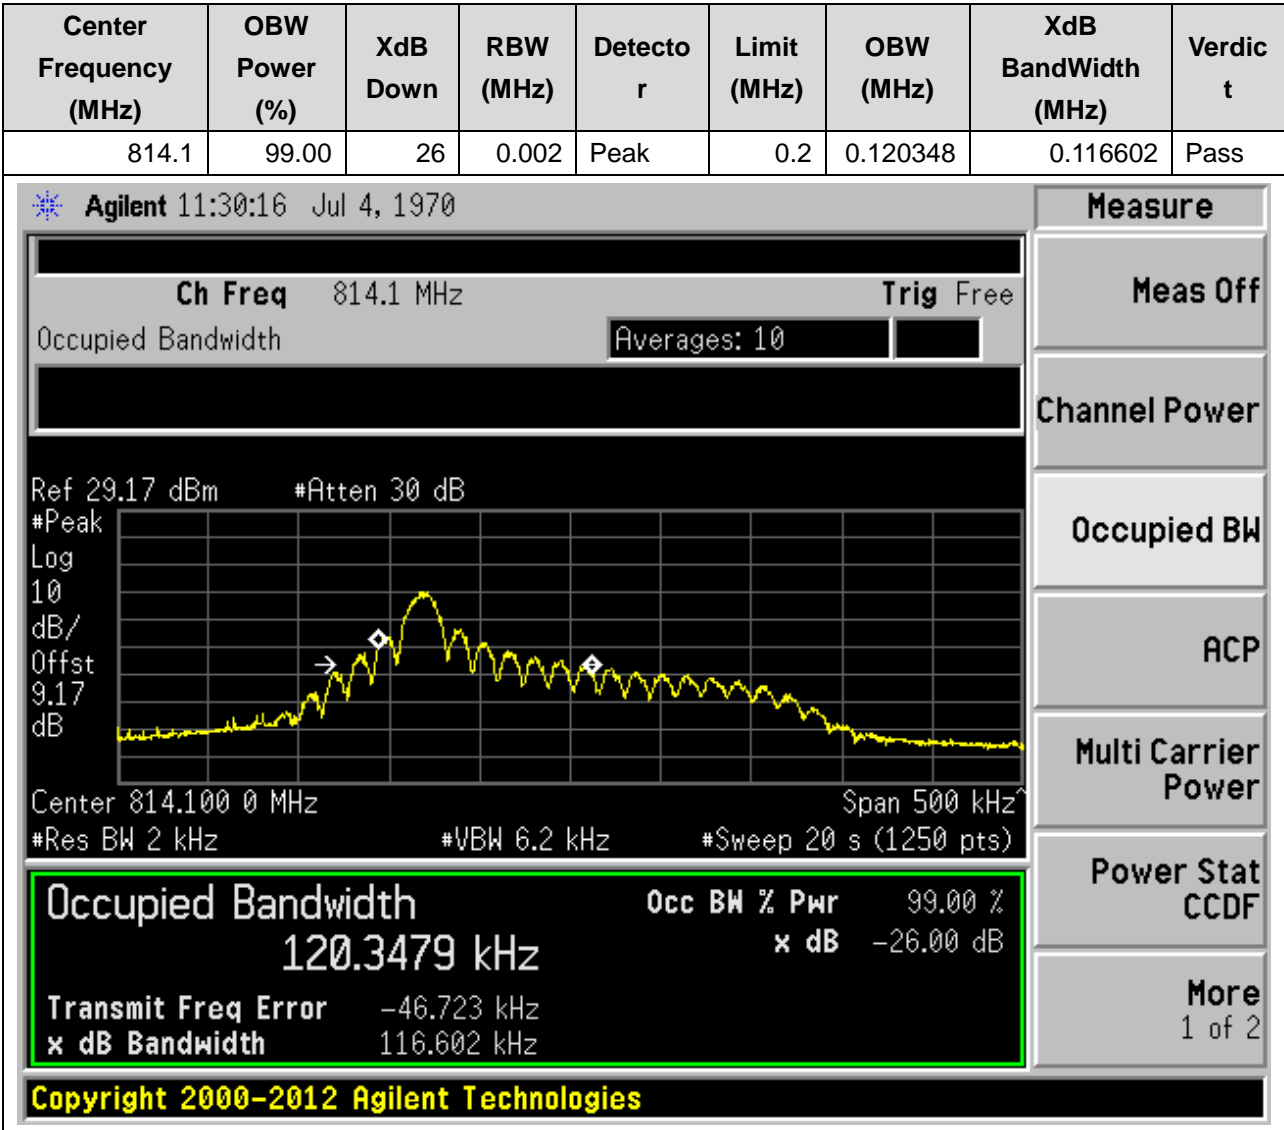 Center Frequency (MHz) OBW Power (%) XdB Down RBW (MHz) Detector Limit (MHz) OBW (MHz) XdB BandWidth (MHz) Verdict
814.1 99.00 26 0.002 Peak 0.2 0.120348 0.116602 Pass
Agilent 11:30:16 Jul 4, 1970
Measure
Ch Freq 814.1 MHz Trig Free
Occupied Bandwidth Averages: 10
Meas Off
Channel Power
Occupied BW
ACP
Multi Carrier
Power
Power Stat
CCDF
More
1 of 2
Ref 29.17 dBm #Atten 30 dB
#Peak
Log
10
dB/
Offst
9.17
dB
Center 814.100 0 MHz Span 500 kHz^
#Res BW 2 kHz #VBW 6.2 kHz #Sweep 20 s (1250 pts)
Occupied Bandwidth Occ BW % Pwr 99.00 %
120.3479 kHz x dB -26.00 dB
Transmit Freq Error -46.723 kHz
x dB Bandwidth 116.602 kHz
Copyright 2000-2012 Agilent Technologies